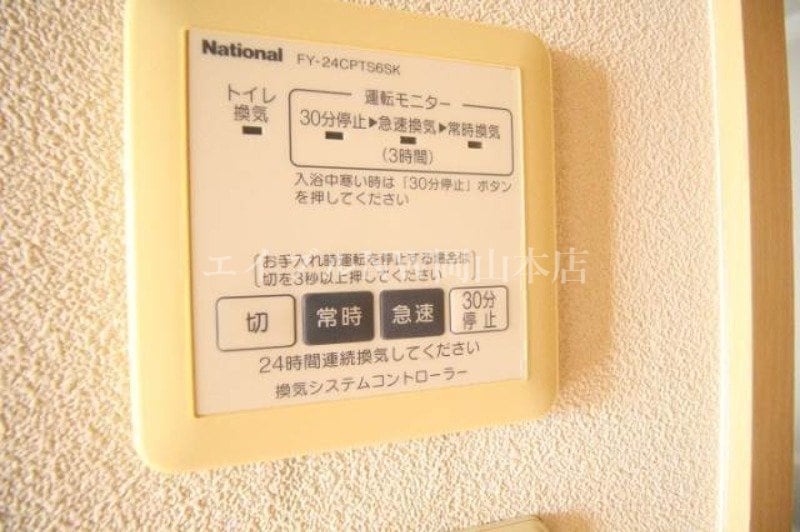 National FY-24CPTS6SK
トイレ
換気
運転モニター
30分停止▶急速換気▶常時換気
(3時間)
入浴中寒い時は「30分停止」ボタン
を押してください
お手入れ時運転を停止する場合は
切を3秒以上押してください
切 常時 急速 30分
停止
24時間連続換気してください
換気システムコントローラー